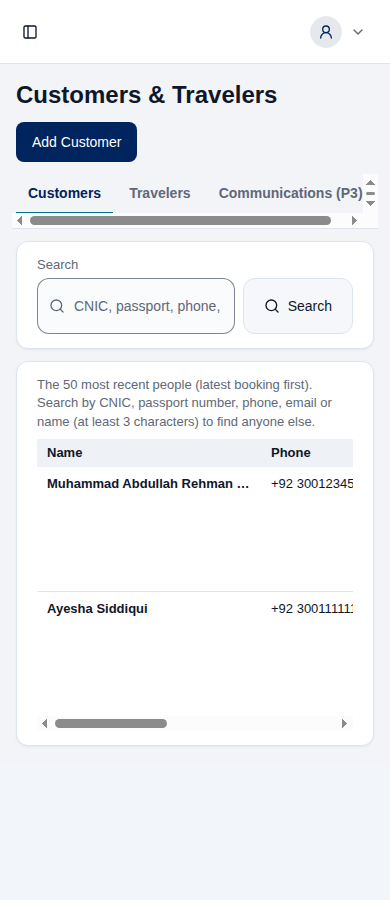 Customers & Travelers
Add Customer
Customers Travelers Communications (P3)
Search
CNIC, passport, phone, Search
The 50 most recent people (latest booking first).
Search by CNIC, passport number, phone, email or
name (at least 3 characters) to find anyone else.
Name Phone
Muhammad Abdullah Rehman ... +92 30012345
Ayesha Siddiqui +92 300111111